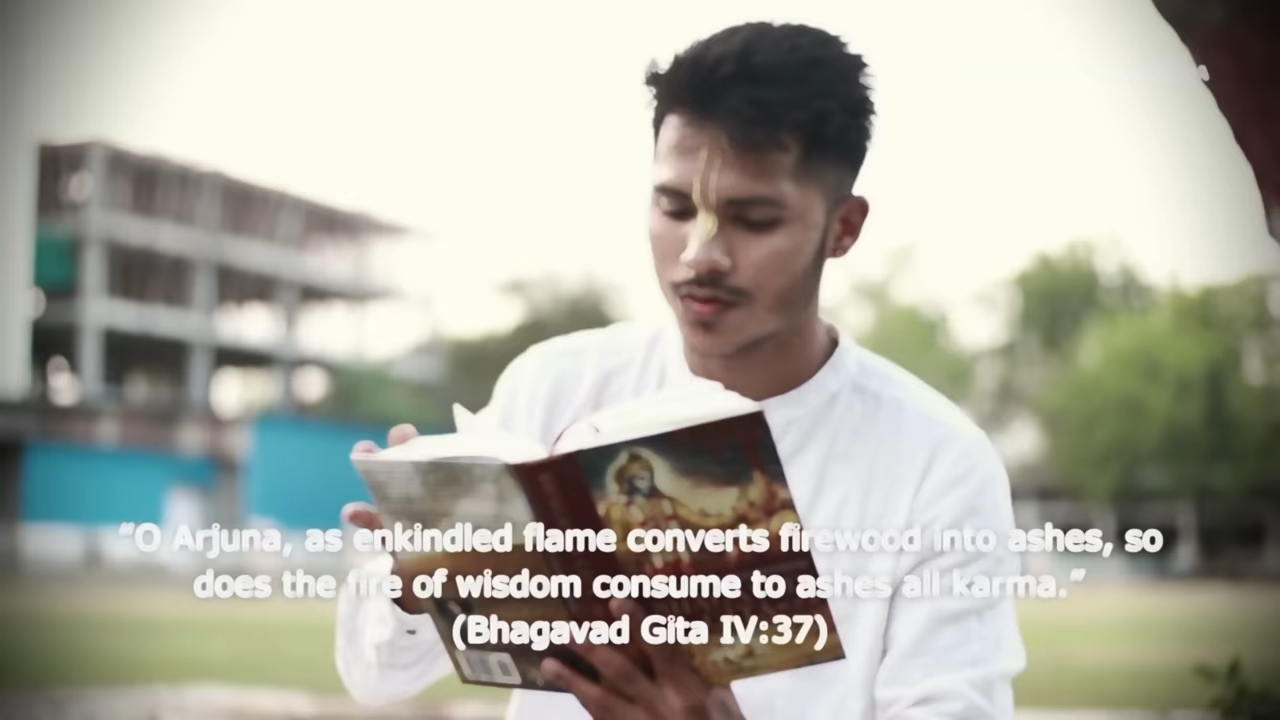 “O Arjuna, as enkindled flame converts firewood into ashes, so
does the fire of wisdom consume to ashes all karma.”
(Bhagavad Gita IV:37)